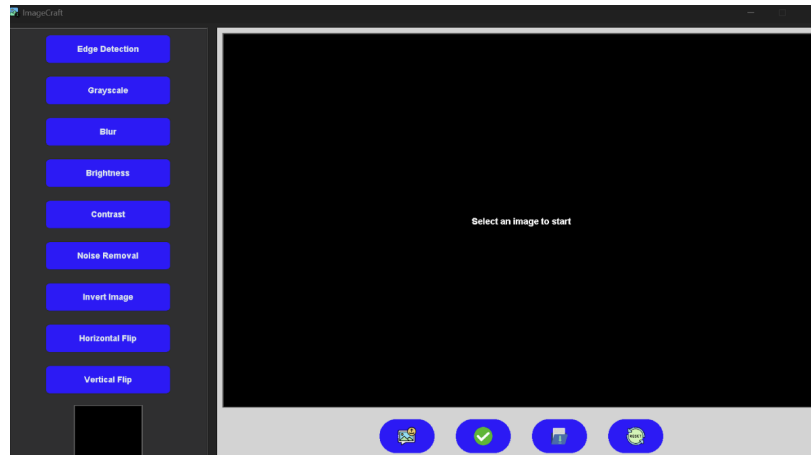 ImageCraft
Edge Detection
Grayscale
Blur
Brightness
Contrast
Noise Removal
Invert Image
Horizontal Flip
Vertical Flip
Select an image to start
RESET